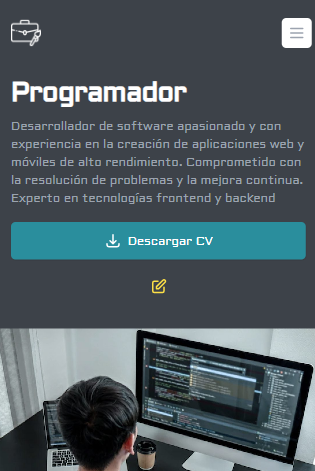 Programador
Desarrollador de software apasionado y con
experiencia en la creación de aplicaciones web y
móviles de alto rendimiento. Comprometido con
la resolución de problemas y la mejora continua.
Experto en tecnologías frontend y backend
Descargar CV